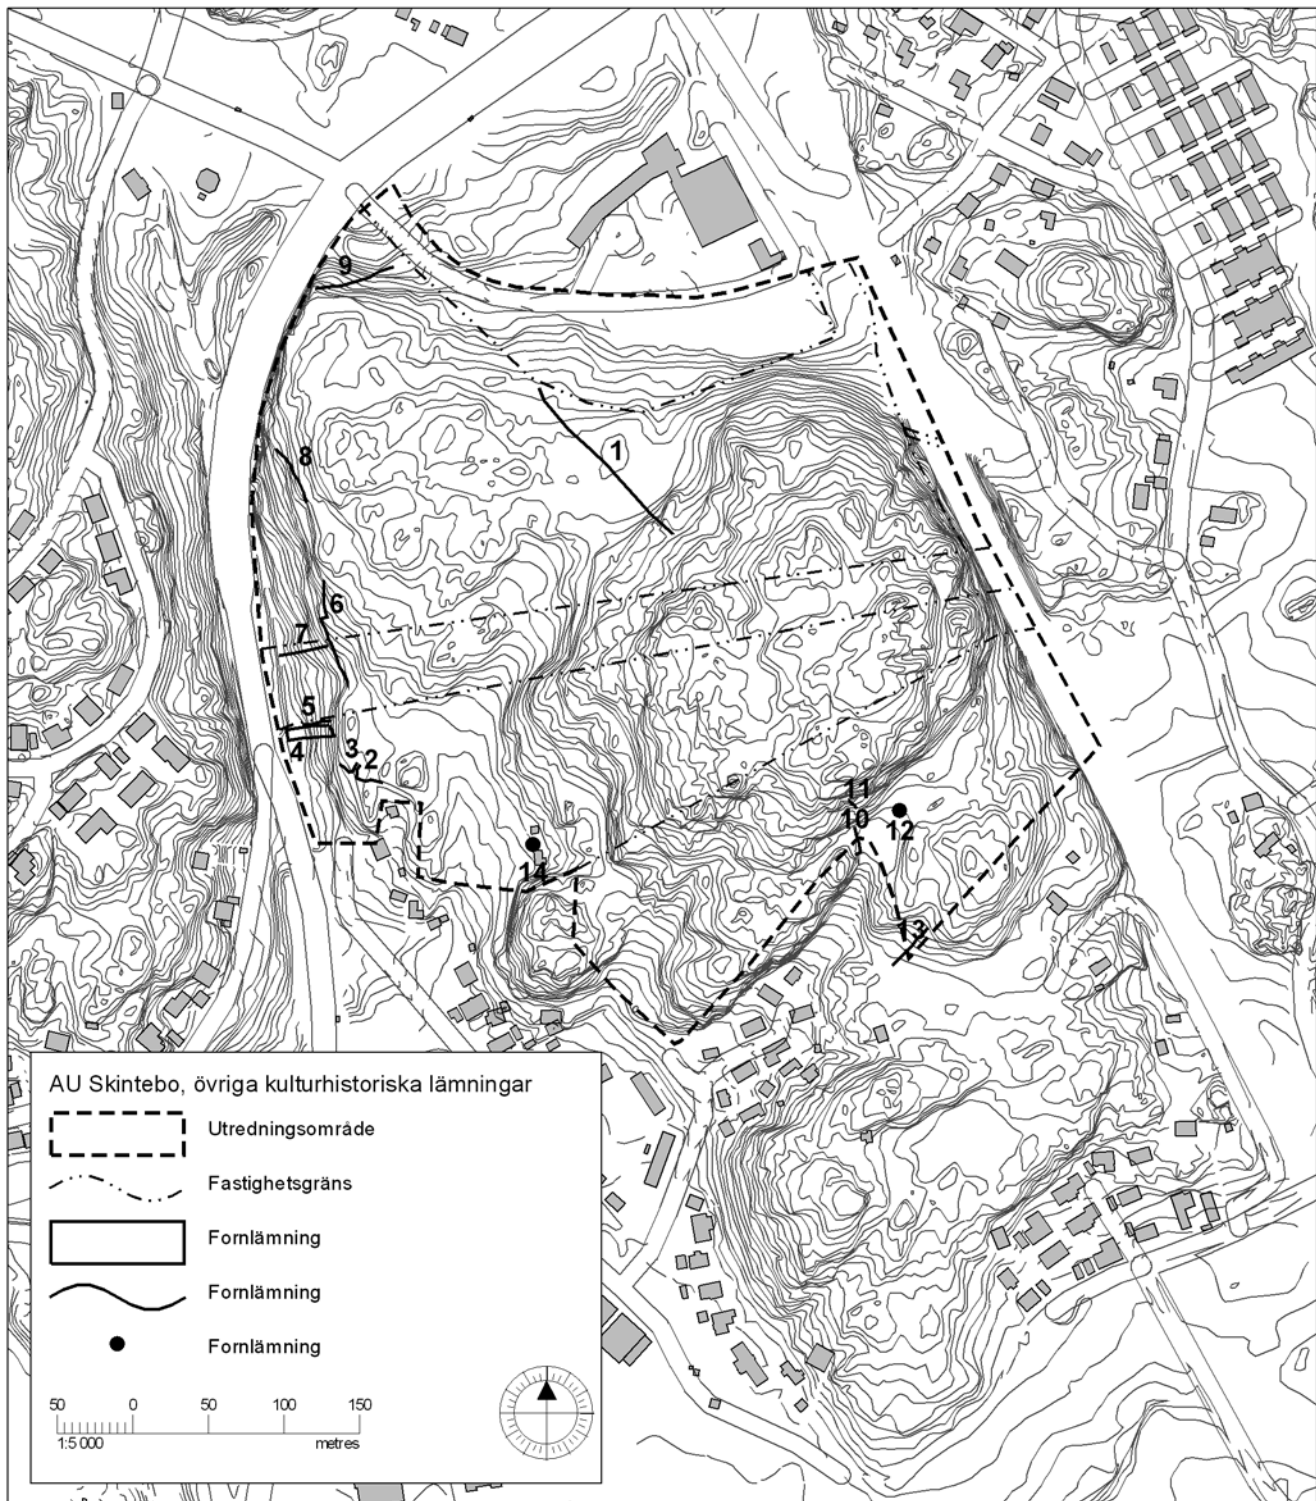 9
1
8
6
7
5
4
3
2
11
10
12
14
13
AU Skintebo, övriga kulturhistoriska lämningar
Utredningsområde
Fastighetsgräns
Fornlämning
Fornlämning
Fornlämning
50 0 50 100 150
1:5 000 metres